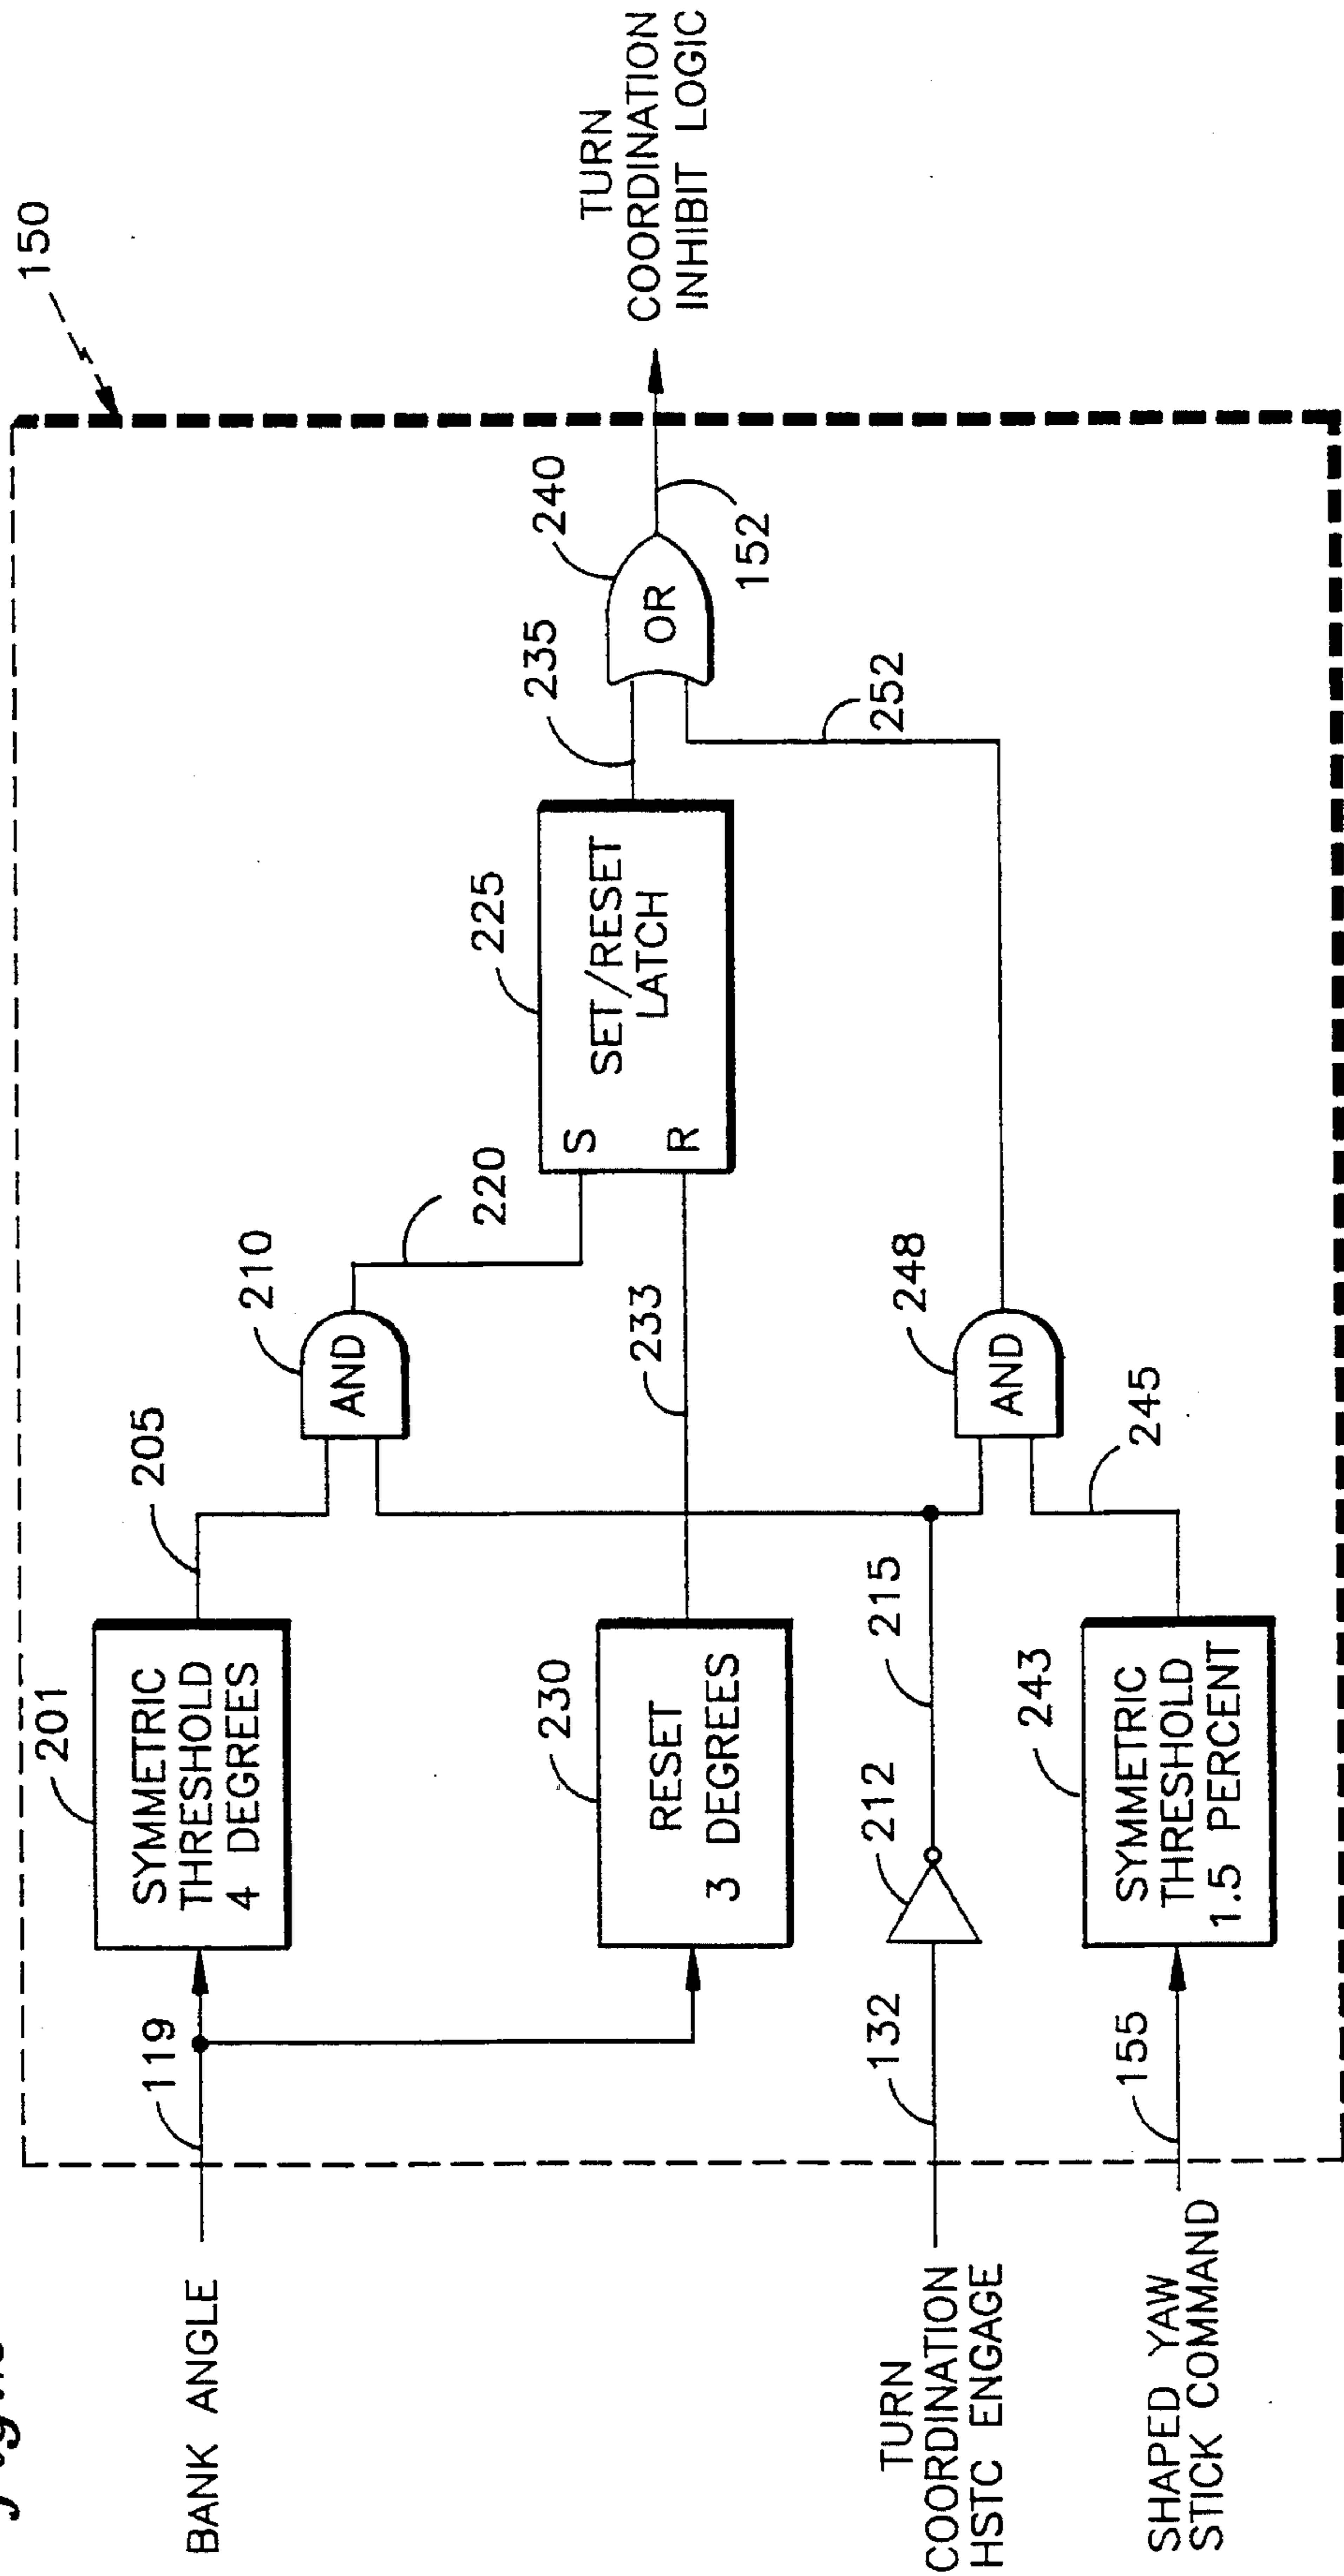 150
BANK ANGLE
119
201
SYMMETRIC
THRESHOLD
4 DEGREES
205
210
AND
220
230
RESET
3 DEGREES
233
225
S
R
SET/RESET
LATCH
235
240
OR
152
TURN
COORDINATION
INHIBIT LOGIC
TURN
COORDINATION
HSTC ENGAGE
132
212
215
SHAPED YAW
STICK COMMAND
155
243
SYMMETRIC
THRESHOLD
1.5 PERCENT
245
248
AND
252